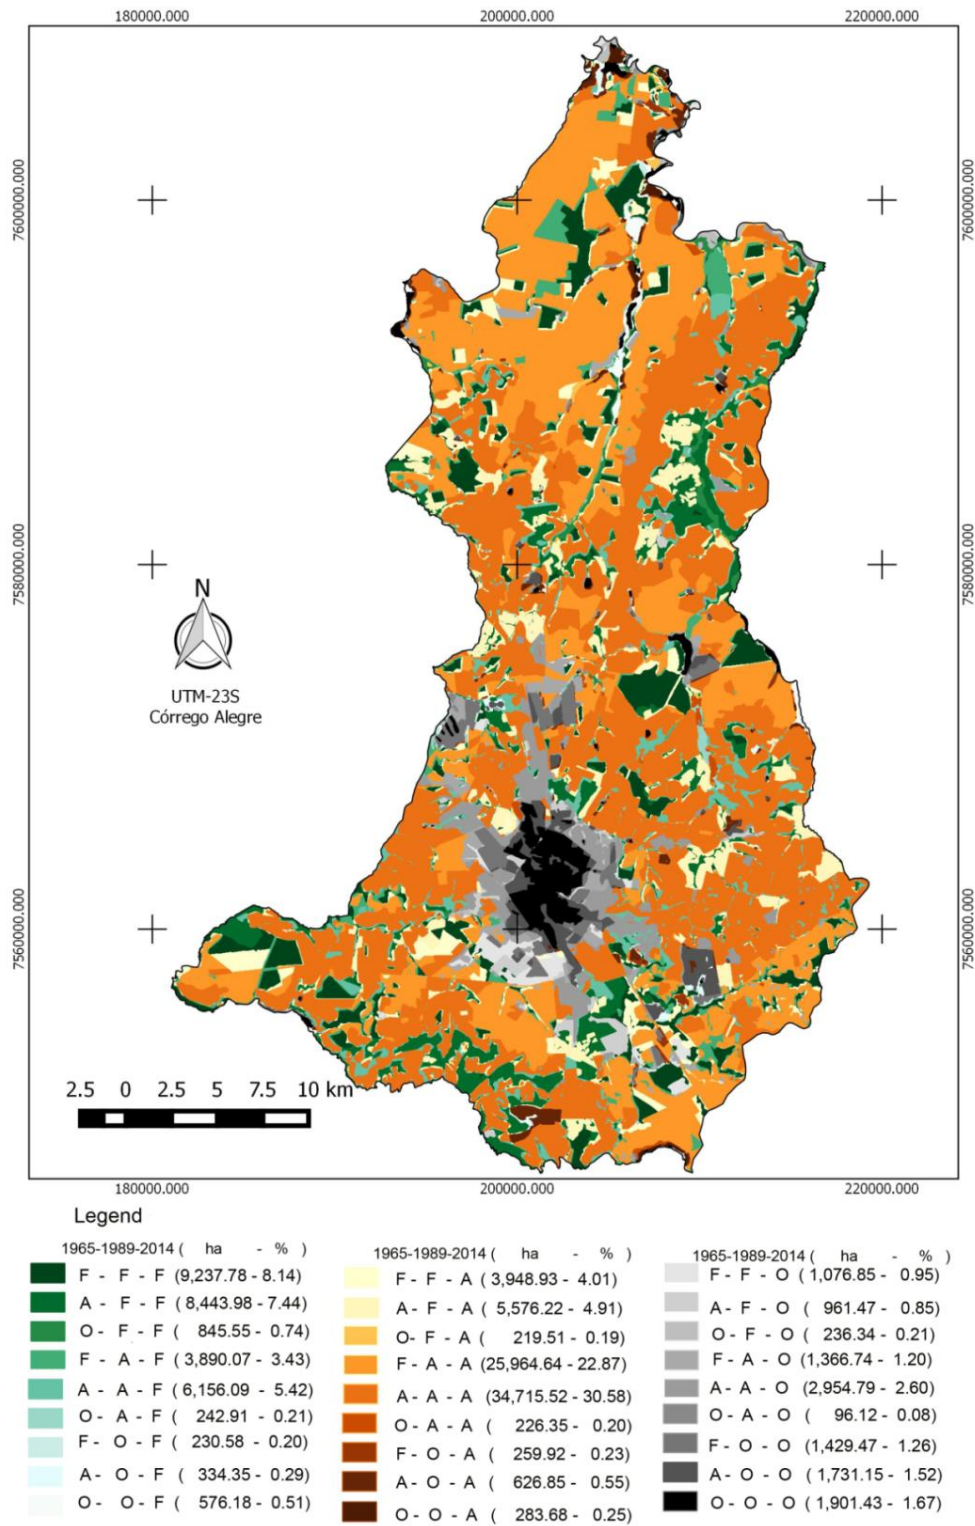 180000.000 200000.000 220000.000
7600000.000 7600000.000
7580000.000 7580000.000
N
UTM-23S
Córrego Alegre
7560000.000 7560000.000
2.5 0 2.5 5 7.5 10 km
180000.000 200000.000 220000.000
Legend
1965-1989-2014 ( ha - % )
F - F - F (9,237.78 - 8.14)
A - F - F (8,443.98 - 7.44)
O - F - F ( 845.55 - 0.74)
F - A - F (3,890.07 - 3.43)
A - A - F (6,156.09 - 5.42)
O - A - F ( 242.91 - 0.21)
F - O - F ( 230.58 - 0.20)
A - O - F ( 334.35 - 0.29)
O - O - F ( 576.18 - 0.51)
1965-1989-2014 ( ha - % )
F - F - A ( 3,948.93 - 4.01)
A - F - A ( 5,576.22 - 4.91)
O - F - A ( 219.51 - 0.19)
F - A - A (25,964.64 - 22.87)
A - A - A (34,715.52 - 30.58)
O - A - A ( 226.35 - 0.20)
F - O - A ( 259.92 - 0.23)
A - O - A ( 626.85 - 0.55)
O - O - A ( 283.68 - 0.25)
1965-1989-2014 ( ha - % )
F - F - O ( 1,076.85 - 0.95)
A - F - O ( 961.47 - 0.85)
O - F - O ( 236.34 - 0.21)
F - A - O (1,366.74 - 1.20)
A - A - O (2,954.79 - 2.60)
O - A - O ( 96.12 - 0.08)
F - O - O (1,429.47 - 1.26)
A - O - O (1,731.15 - 1.52)
O - O - O (1,901.43 - 1.67)